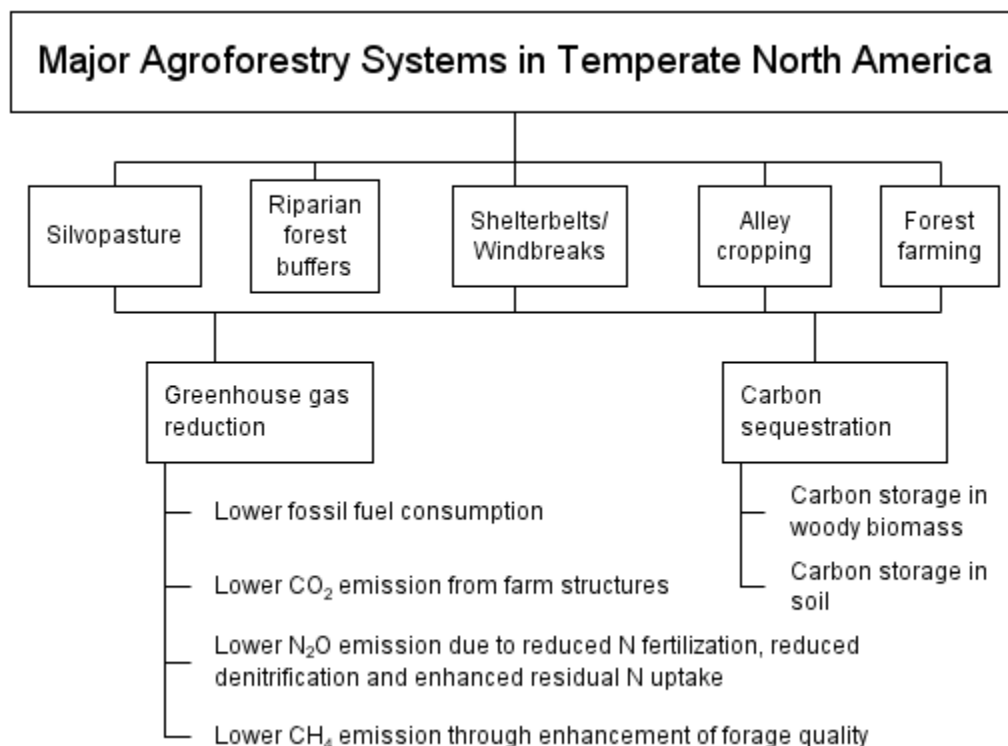 Major Agroforestry Systems in Temperate North America
Silvopasture
Riparian
forest
buffers
Shelterbelts/
Windbreaks
Alley
cropping
Forest
farming
Greenhouse gas
reduction
Lower fossil fuel consumption
Lower CO₂ emission from farm structures
Lower N₂O emission due to reduced N fertilization, reduced
denitrification and enhanced residual N uptake
Lower CH₄ emission through enhancement of forage quality
Carbon
sequestration
Carbon storage in
woody biomass
Carbon storage in
soil